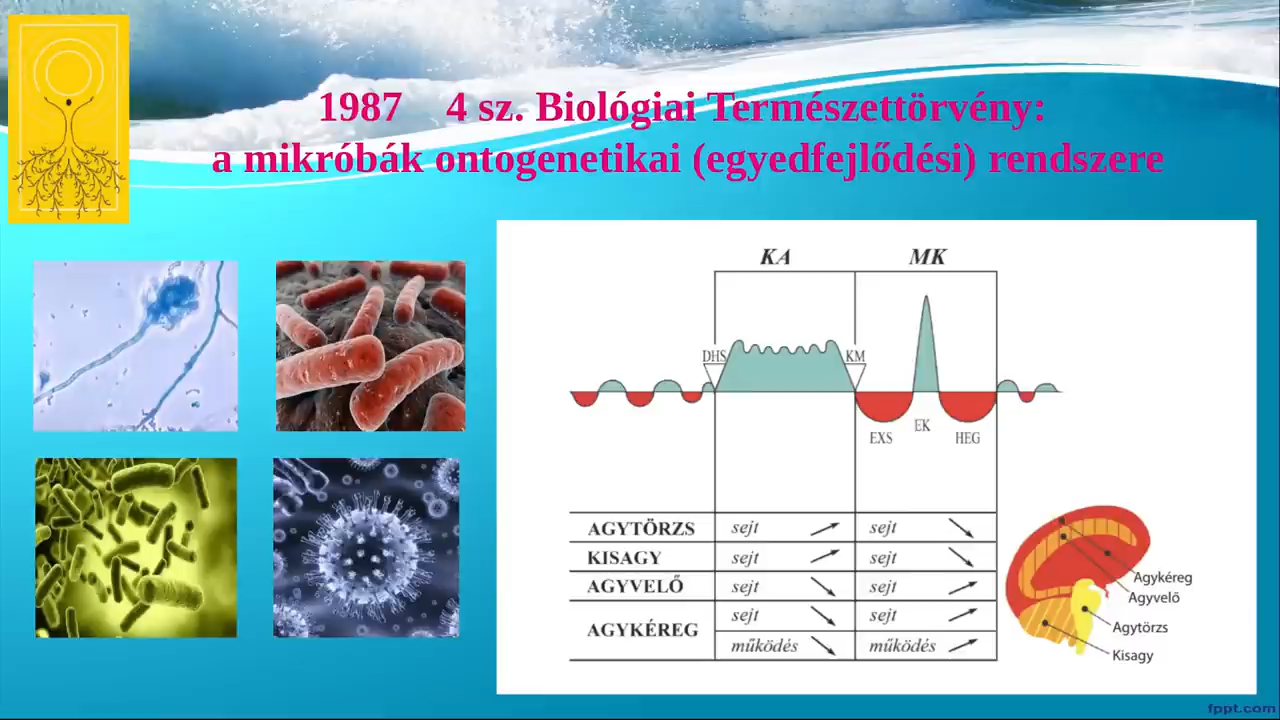 1987 4 sz. Biológiai Természettörvény:
a mikróbák ontogenetikai (egyedfejlődési) rendszere
KA MK
DHS KM
EXS EK HEG
AGYTÖRZS sejt sejt
KISAGY sejt sejt
AGYVELŐ sejt sejt
AGYKÉREG sejt sejt
működés működés
Agykéreg
Agyvelő
Agytörzs
Kisagy
fppt.com